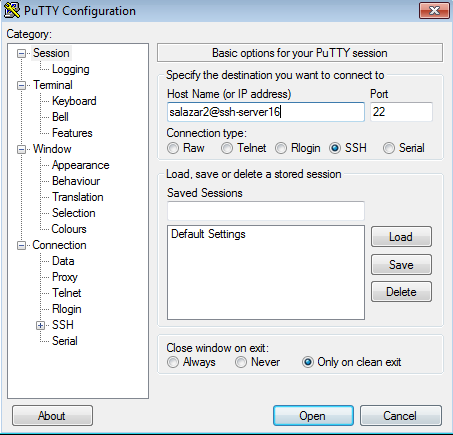 PuTTY Configuration
Category:
Session
Logging
Terminal
Keyboard
Bell
Features
Window
Appearance
Behaviour
Translation
Selection
Colours
Connection
Data
Proxy
Telnet
Rlogin
SSH
Serial
Basic options for your PuTTY session
Specify the destination you want to connect to
Host Name (or IP address) Port
salazar2@ssh-server16 22
Connection type:
Raw Telnet Rlogin SSH Serial
Load, save or delete a stored session
Saved Sessions
Default Settings
Load
Save
Delete
Close window on exit:
Always Never Only on clean exit
About Open Cancel